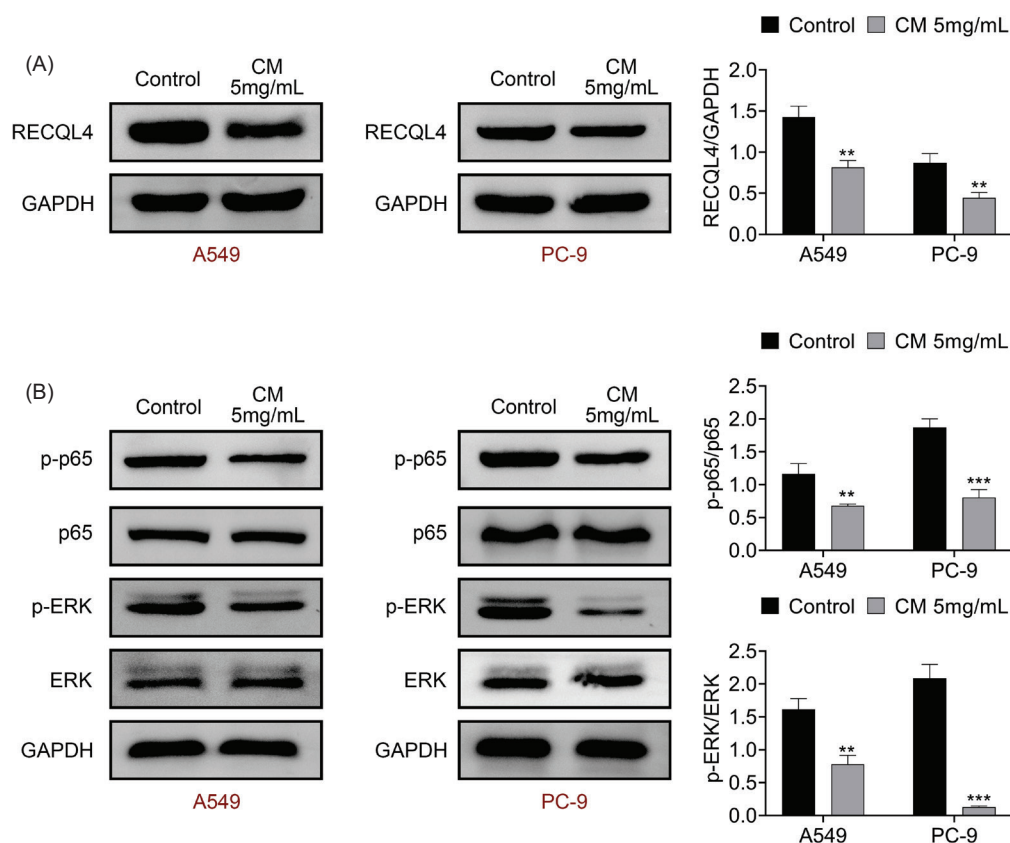 (A)
Control
CM
5mg/mL
RECQL4
GAPDH
A549
Control
CM
5mg/mL
RECQL4
GAPDH
PC-9
Control CM 5mg/mL
RECQL4/GAPDH
2.0
1.5
1.0
0.5
0.0
**
**
A549 PC-9
(B)
Control
CM
5mg/mL
p-p65
p65
p-ERK
ERK
GAPDH
A549
Control
CM
5mg/mL
p-p65
p65
p-ERK
ERK
GAPDH
PC-9
Control CM 5mg/mL
p-p65/p65
2.5
2.0
1.5
1.0
0.5
0.0
**
***
A549 PC-9
Control CM 5mg/mL
p-ERK/ERK
2.5
2.0
1.5
1.0
0.5
0.0
**
***
A549 PC-9